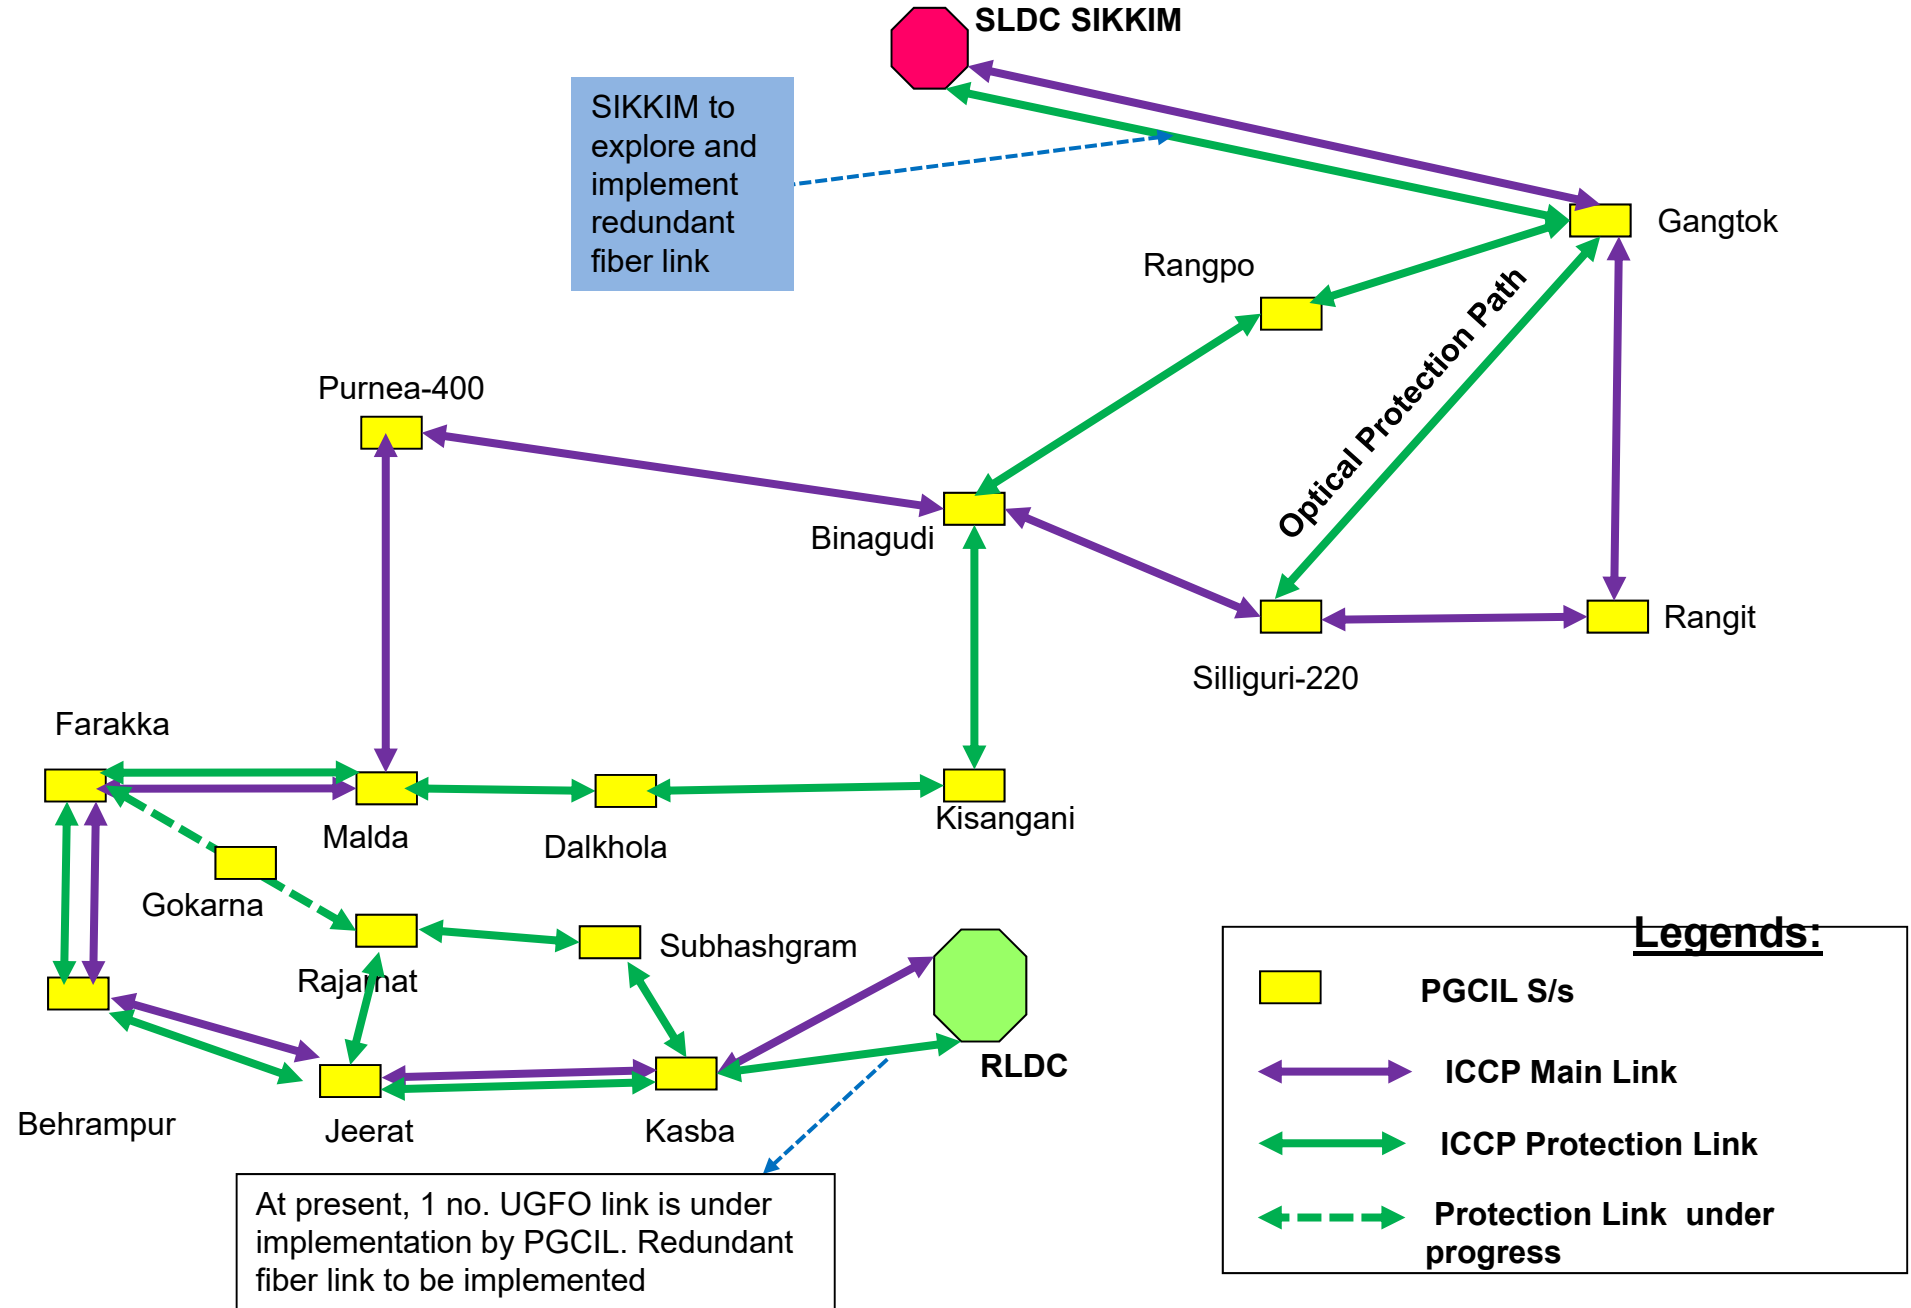 SLDC SIKKIM
SIKKIM to
explore and
implement
redundant
fiber link
Gangtok
Rangpo
Optical Protection Path
Purnea-400
Binagudi
Rangit
Silliguri-220
Farakka
Malda
Dalkhola
Kisangani
Gokarna
Subhashgram
Rajarhat
RLDC
Behrampur
Jeerat
Kasba
At present, 1 no. UGFO link is under
implementation by PGCIL. Redundant
fiber link to be implemented
Legends:
PGCIL S/s
ICCP Main Link
ICCP Protection Link
Protection Link under
progress